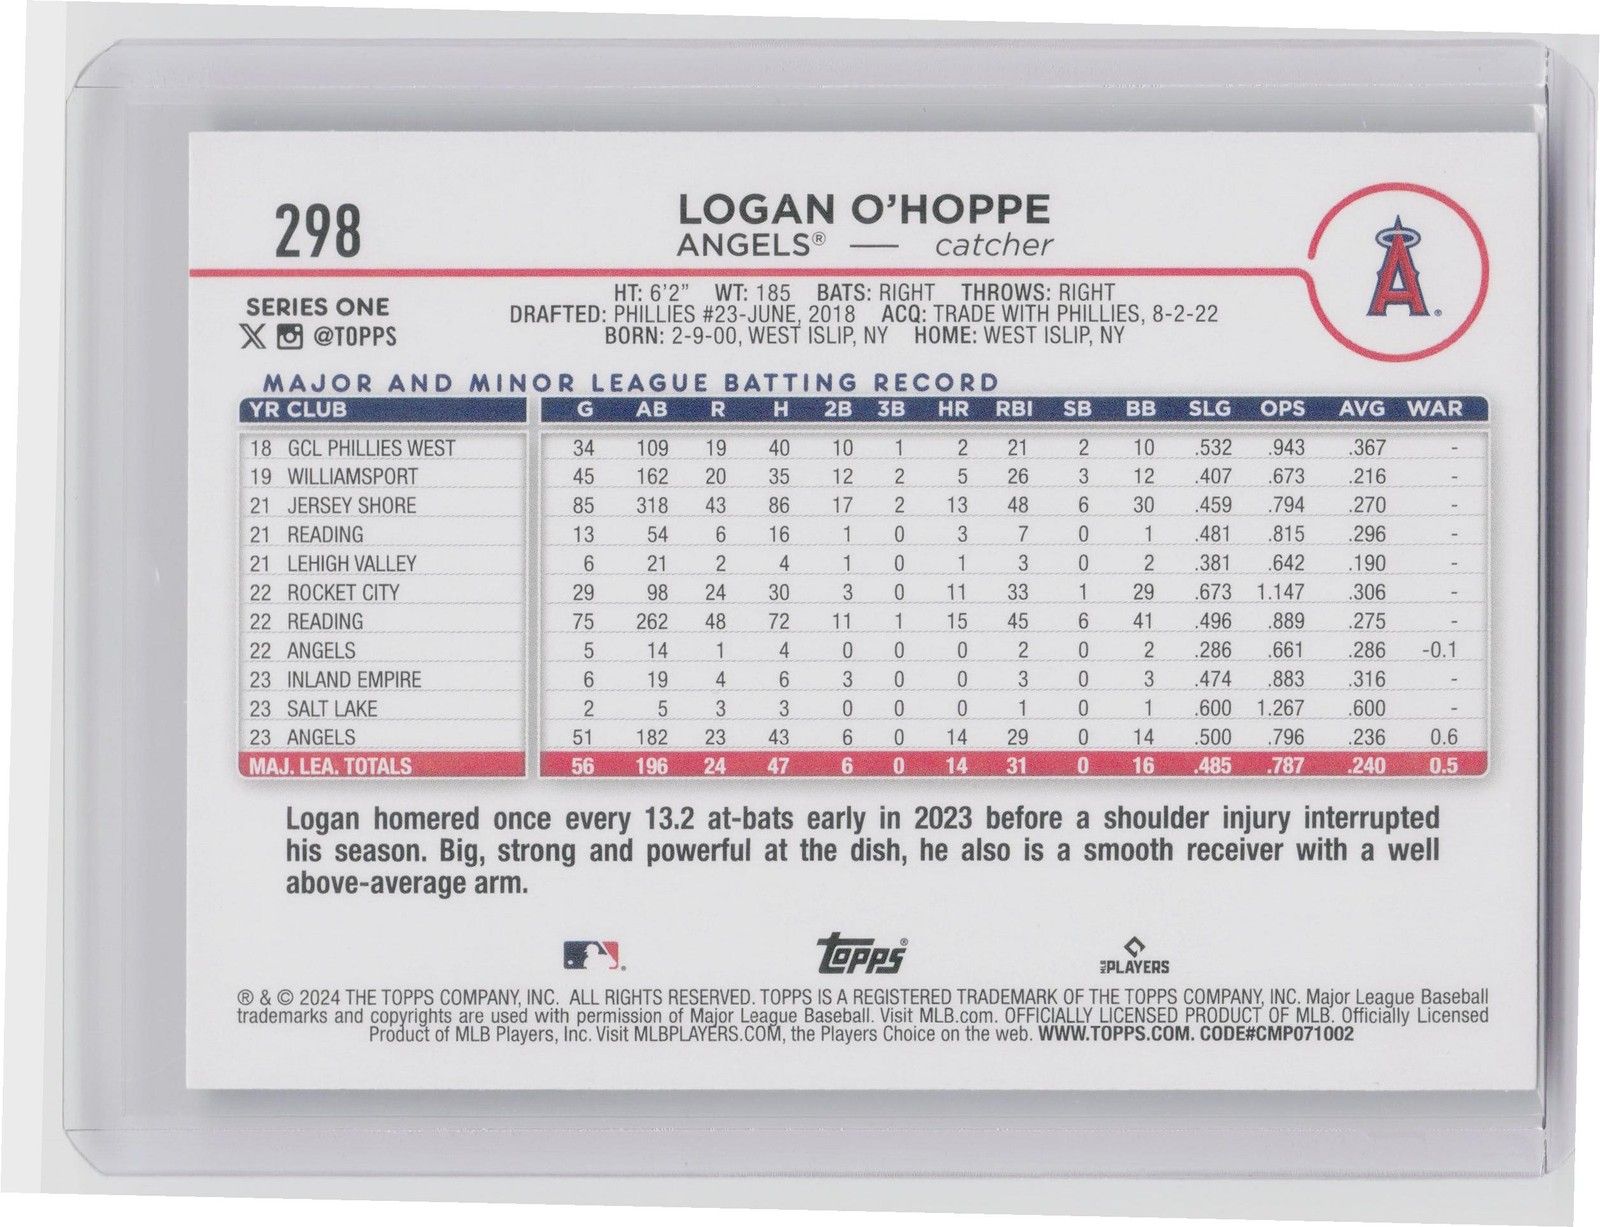 298
LOGAN O'HOPPE
ANGELS® — catcher
SERIES ONE
@TOPPS
HT: 6'2" WT: 185 BATS: RIGHT THROWS: RIGHT
DRAFTED: PHILLIES #23-JUNE, 2018 ACQ: TRADE WITH PHILLIES, 8-2-22
BORN: 2-9-00, WEST ISLIP, NY HOME: WEST ISLIP, NY
MAJOR AND MINOR LEAGUE BATTING RECORD
YR CLUB G AB R H 2B 3B HR RBI SB BB SLG OPS AVG WAR
18 GCL PHILLIES WEST 34 109 19 40 10 1 2 21 2 10 .532 .943 .367 -
19 WILLIAMSPORT 45 162 20 35 12 2 5 26 3 12 .407 .673 .216 -
21 JERSEY SHORE 85 318 43 86 17 2 13 48 6 30 .459 .794 .270 -
21 READING 13 54 6 16 1 0 3 7 0 1 .481 .815 .296 -
21 LEHIGH VALLEY 6 21 2 4 1 0 1 3 0 2 .381 .642 .190 -
22 ROCKET CITY 29 98 24 30 3 0 11 33 1 29 .673 1.147 .306 -
22 READING 75 262 48 72 11 1 15 45 6 41 .496 .889 .275 -
22 ANGELS 5 14 1 4 0 0 0 2 0 2 .286 .661 .286 -0.1
23 INLAND EMPIRE 6 19 4 6 3 0 0 3 0 3 .474 .883 .316 -
23 SALT LAKE 2 5 3 3 0 0 0 1 0 1 .600 1.267 .600 -
23 ANGELS 51 182 23 43 6 0 14 29 0 14 .500 .796 .236 0.6
MAJ. LEA. TOTALS 56 196 24 47 6 0 14 31 0 16 .485 .787 .240 0.5
Logan homered once every 13.2 at-bats early in 2023 before a shoulder injury interrupted
his season. Big, strong and powerful at the dish, he also is a smooth receiver with a well
above-average arm.
Topps® MLB PLAYERS
® & © 2024 THE TOPPS COMPANY, INC. ALL RIGHTS RESERVED. TOPPS IS A REGISTERED TRADEMARK OF THE TOPPS COMPANY, INC. Major League Baseball
trademarks and copyrights are used with permission of Major League Baseball. Visit MLB.com. OFFICIALLY LICENSED PRODUCT OF MLB. Officially Licensed
Product of MLB Players, Inc. Visit MLBPLAYERS.COM, the Players Choice on the web. WWW.TOPPS.COM. CODE#CMP071002